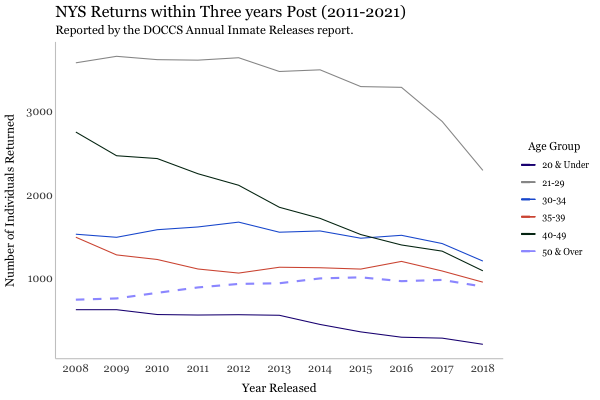 NYS Returns within Three years Post (2011-2021)
Reported by the DOCCS Annual Inmate Releases report.
Number of Individuals Returned
3000
2000
1000
2008 2009 2010 2011 2012 2013 2014 2015 2016 2017 2018
Year Released
Age Group
20 & Under
21-29
30-34
35-39
40-49
50 & Over